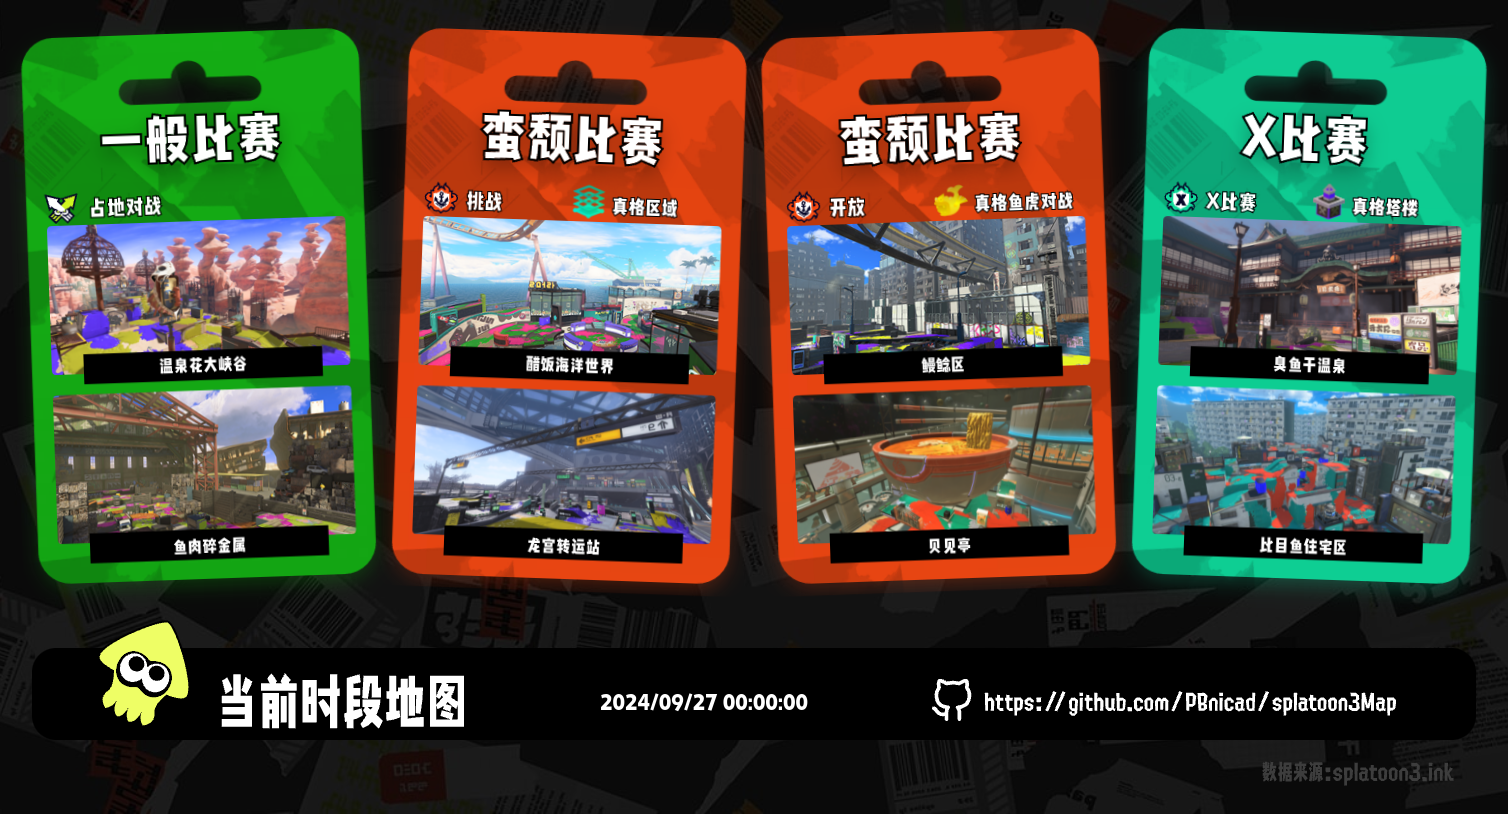 一般比赛
占地对战
温泉花大峡谷
鱼肉碎金属
蛮颓比赛
挑战
真格区域
醋饭海洋世界
龙宫转运站
蛮颓比赛
开放
真格鱼虎对战
鳗鲶区
贝见亭
X比赛
X比赛
真格塔楼
臭鱼干温泉
比目鱼住宅区
当前时段地图
2024/09/27 00:00:00
https://github.com/PBnicad/splatoon3Map
数据来源:splatoon3.ink